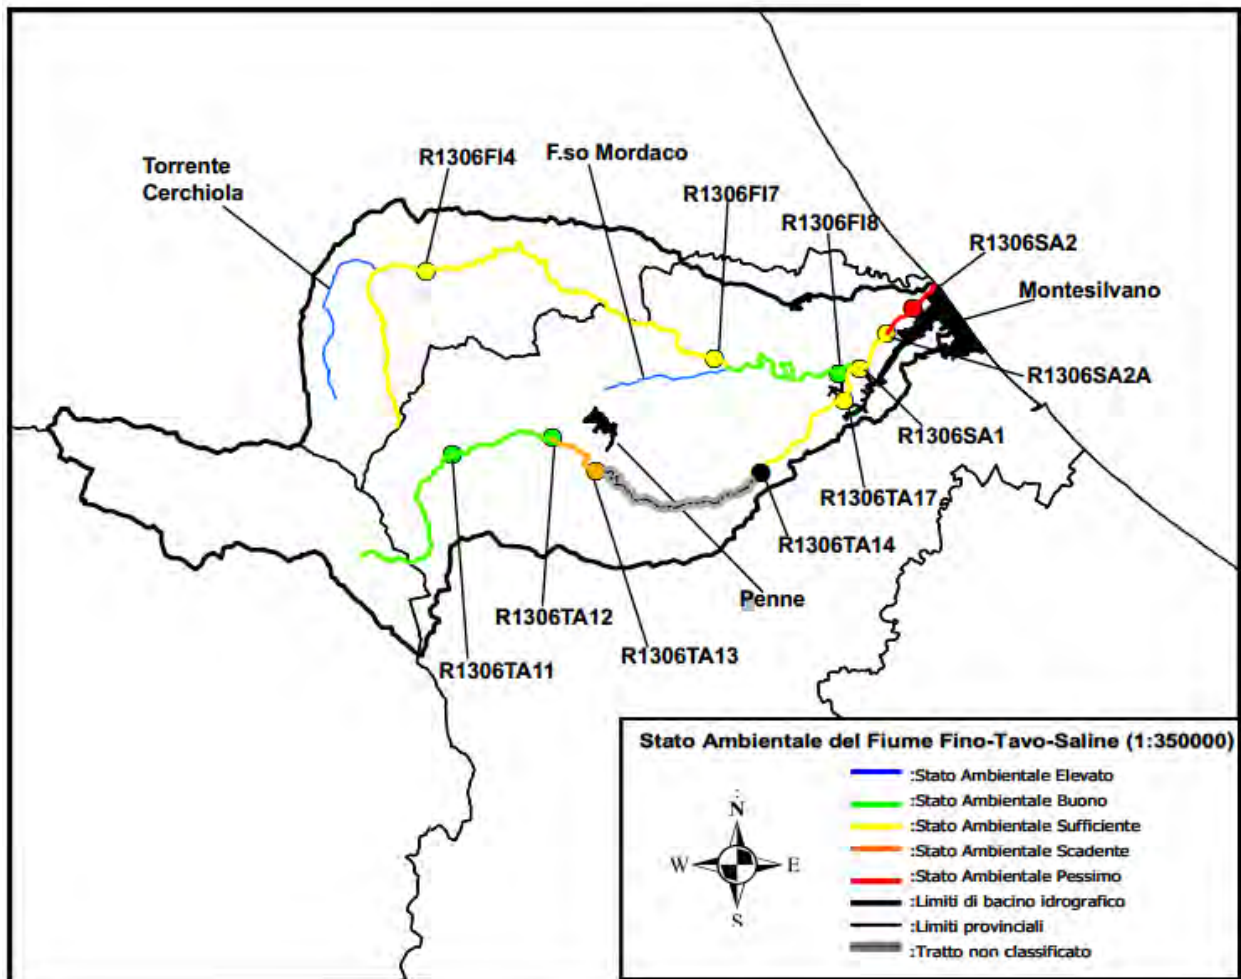 Torrente
Cerchiola
R1306FI4
F.so Mordaco
R1306FI7
R1306FI8
R1306SA2
Montesilvano
R1306SA2A
R1306SA1
R1306TA17
R1306TA14
Penne
R1306TA12
R1306TA13
R1306TA11
Stato Ambientale del Fiume Fino-Tavo-Saline (1:350000)
N
W
E
S
:Stato Ambientale Elevato
:Stato Ambientale Buono
:Stato Ambientale Sufficiente
:Stato Ambientale Scadente
:Stato Ambientale Pessimo
:Limiti di bacino idrografico
:Limiti provinciali
:Tratto non classificato